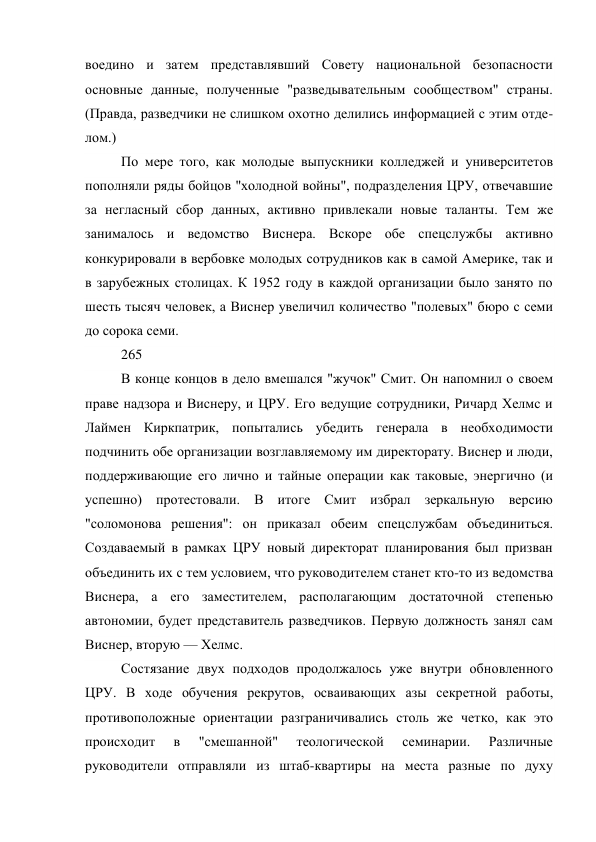 воедино и затем представлявший Совету национальной безопасности
основные данные, полученные "разведывательным сообществом" страны.
(Правда, разведчики не слишком охотно делились информацией с этим отде-
лом.)
По мере того, как молодые выпускники колледжей и университетов
пополняли ряды бойцов "холодной войны", подразделения ЦРУ, отвечавшие
за негласный сбор данных, активно привлекали новые таланты. Тем же
занималось и ведомство Виснера. Вскоре обе спецслужбы активно
конкурировали в вербовке молодых сотрудников как в самой Америке, так и
в зарубежных столицах. К 1952 году в каждой организации было занято по
шесть тысяч человек, а Виснер увеличил количество "полевых" бюро с семи
до сорока семи.
265
В конце концов в дело вмешался "жучок" Смит. Он напомнил о своем
праве надзора и Виснеру, и ЦРУ. Его ведущие сотрудники, Ричард Хелмс и
Лаймен Киркпатрик, попытались убедить генерала в необходимости
подчинить обе организации возглавляемому им директорату. Виснер и люди,
поддерживающие его лично и тайные операции как таковые, энергично (и
успешно) протестовали. В итоге Смит избрал зеркальную версию
"соломонова решения": он приказал обеим спецслужбам объединиться.
Создаваемый в рамках ЦРУ новый директорат планирования был призван
объединить их с тем условием, что руководителем станет кто-то из ведомства
Виснера, а его заместителем, располагающим достаточной степенью
автономии, будет представитель разведчиков. Первую должность занял сам
Виснер, вторую — Хелмс.
Состязание двух подходов продолжалось уже внутри обновленного
ЦРУ. В ходе обучения рекрутов, осваивающих азы секретной работы,
противоположные ориентации разграничивались столь же четко, как это
происходит в "смешанной" теологической семинарии. Различные
руководители отправляли из штаб-квартиры на места разные по духу